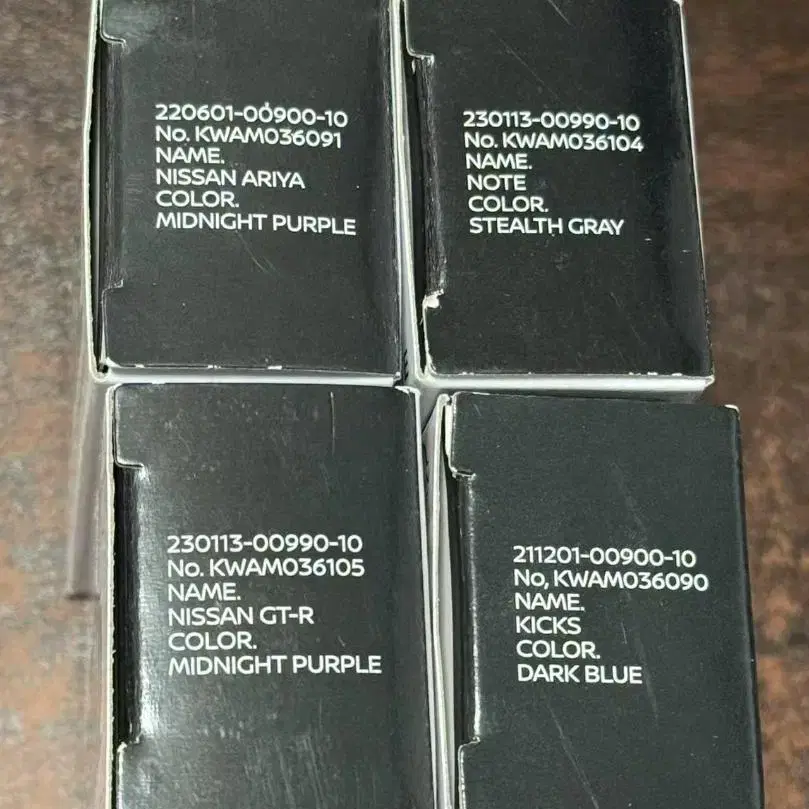 220601-00900-10
No. KWAM036091
NAME.
NISSAN ARIYA
COLOR.
MIDNIGHT PURPLE
230113-00990-10
No. KWAM036104
NAME.
NOTE
COLOR.
STEALTH GRAY
230113-00990-10
No. KWAM036105
NAME.
NISSAN GT-R
COLOR.
MIDNIGHT PURPLE
211201-00900-10
No, KWAM036090
NAME.
KICKS
COLOR.
DARK BLUE